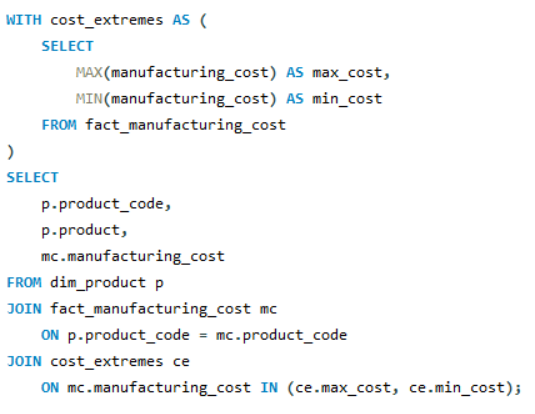 WITH cost_extremes AS (
    SELECT
        MAX(manufacturing_cost) AS max_cost,
        MIN(manufacturing_cost) AS min_cost
    FROM fact_manufacturing_cost
)
SELECT
    p.product_code,
    p.product,
    mc.manufacturing_cost
FROM dim_product p
JOIN fact_manufacturing_cost mc
    ON p.product_code = mc.product_code
JOIN cost_extremes ce
    ON mc.manufacturing_cost IN (ce.max_cost, ce.min_cost);